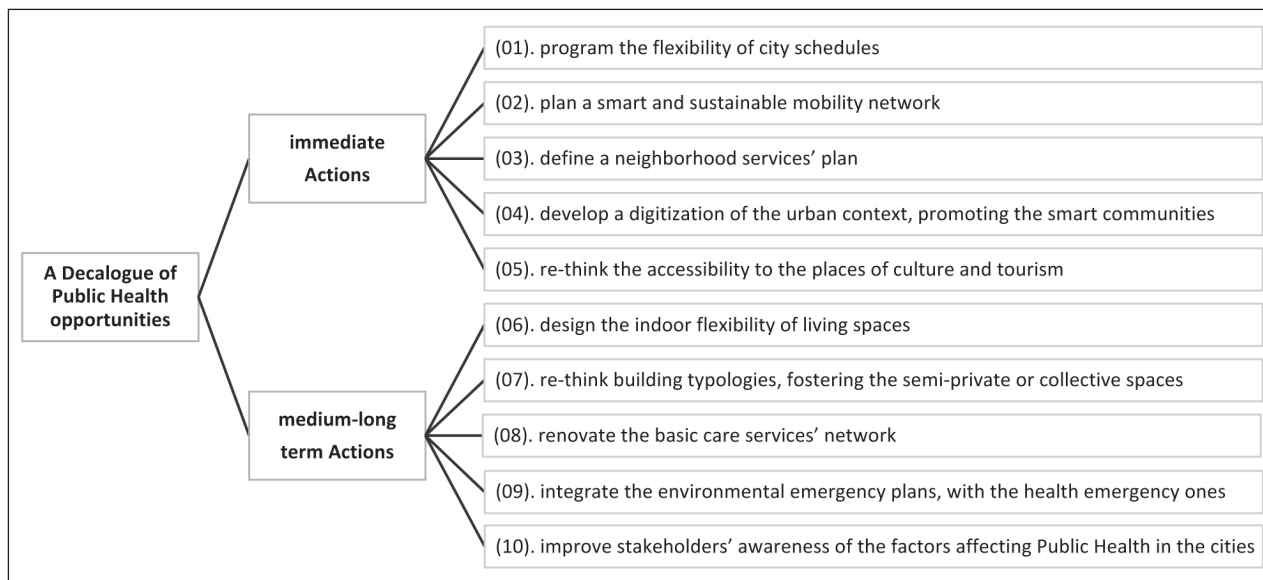 A Decalogue of
Public Health
opportunities
immediate
Actions
(01). program the flexibility of city schedules
(02). plan a smart and sustainable mobility network
(03). define a neighborhood services’ plan
(04). develop a digitization of the urban context, promoting the smart communities
(05). re-think the accessibility to the places of culture and tourism
medium-long
term Actions
(06). design the indoor flexibility of living spaces
(07). re-think building typologies, fostering the semi-private or collective spaces
(08). renovate the basic care services’ network
(09). integrate the environmental emergency plans, with the health emergency ones
(10). improve stakeholders’ awareness of the factors affecting Public Health in the cities